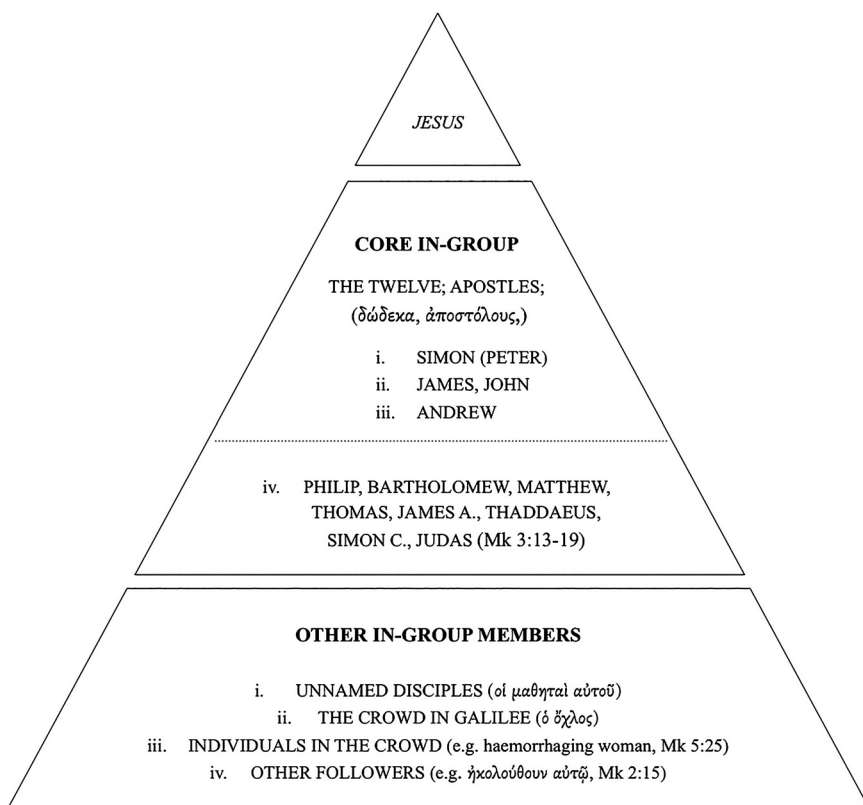 JESUS
CORE IN-GROUP
THE TWELVE; APOSTLES;
(δώδεκα, ἀποστόλους,)
i. SIMON (PETER)
ii. JAMES, JOHN
iii. ANDREW
iv. PHILIP, BARTHOLOMEW, MATTHEW,
THOMAS, JAMES A., THADDAEUS,
SIMON C., JUDAS (Mk 3:13-19)
OTHER IN-GROUP MEMBERS
i. UNNAMED DISCIPLES (οἱ μαθηταὶ αὐτοῦ)
ii. THE CROWD IN GALILEE (ὁ ὄχλος)
iii. INDIVIDUALS IN THE CROWD (e.g. haemorrhaging woman, Mk 5:25)
iv. OTHER FOLLOWERS (e.g. ἠκολούθουν αὐτῷ, Mk 2:15)